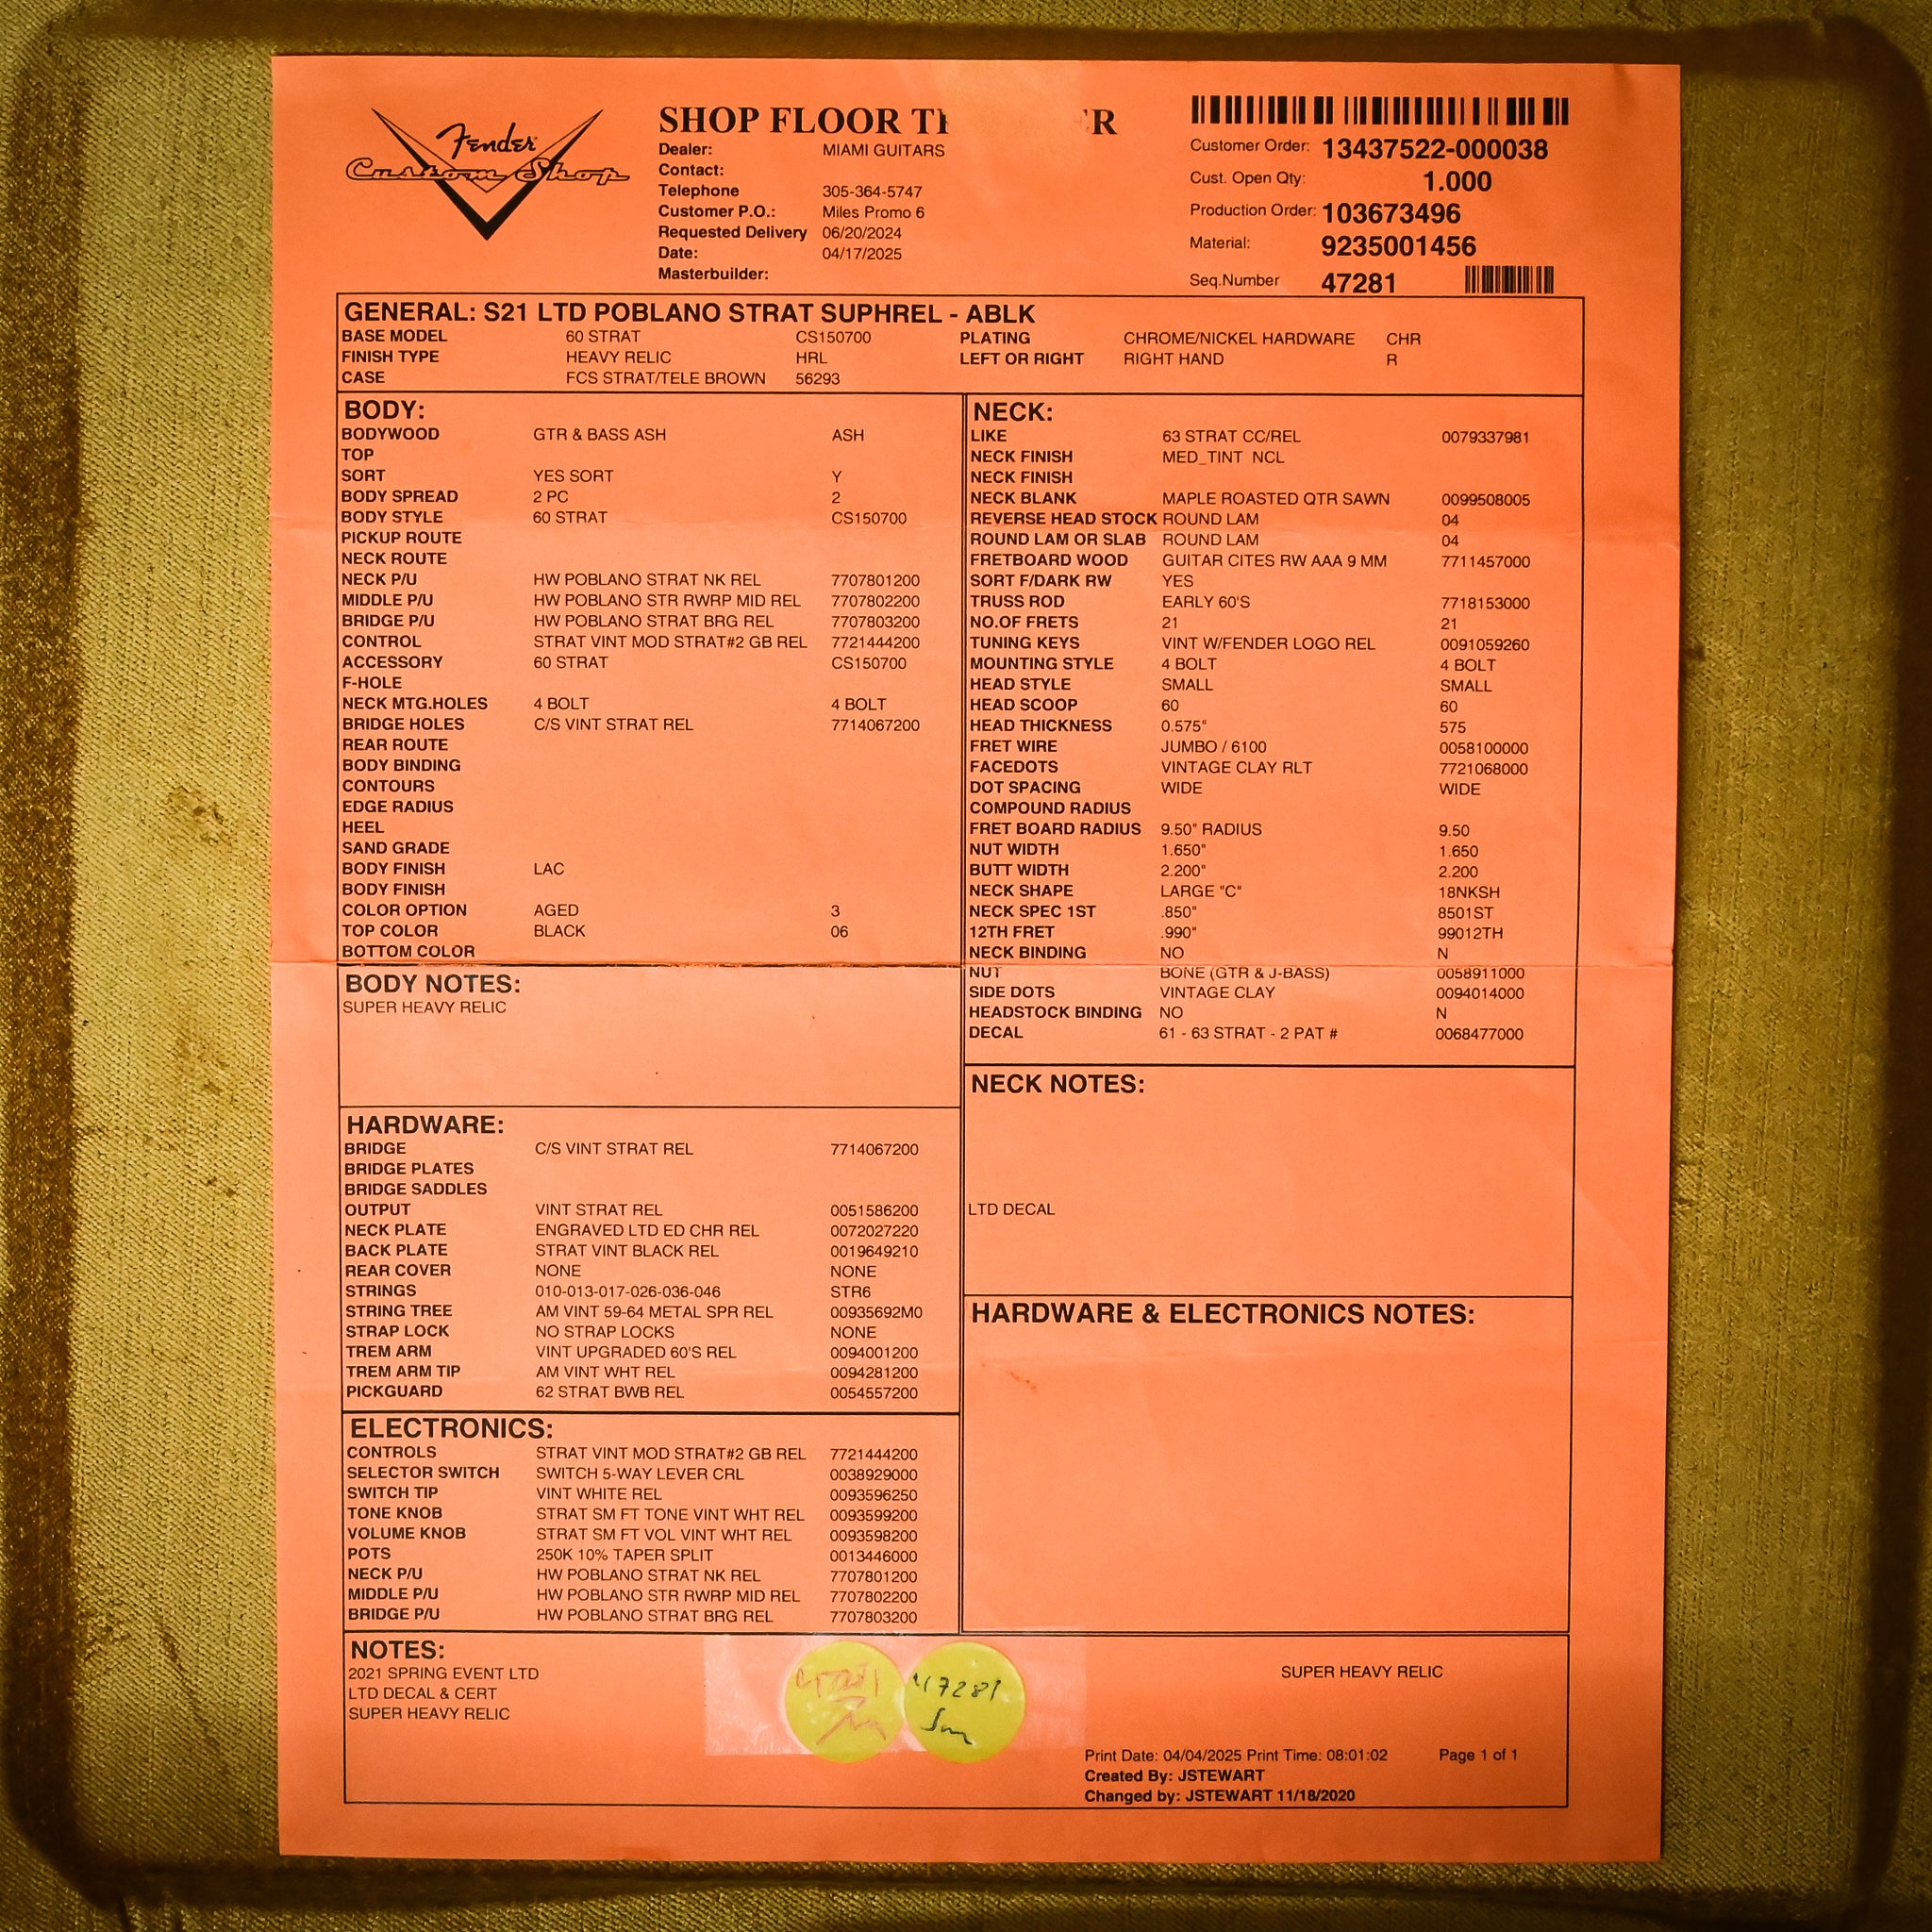 Fender
Custom Shop
SHOP FLOOR
Dealer: MIAMI GUITARS
Contact:
Telephone 305-364-5747
Customer P.O.: Miles Promo 6
Requested Delivery 06/20/2024
Date: 04/17/2025
Masterbuilder:
Customer Order: 13437522-000038
Cust. Open Qty: 1.000
Production Order: 103673496
Material: 9235001456
Seq.Number 47281
GENERAL: S21 LTD POBLANO STRAT SUPHREL - ABLK
BASE MODEL 60 STRAT CS150700 PLATING CHROME/NICKEL HARDWARE CHR
FINISH TYPE HEAVY RELIC HRL LEFT OR RIGHT RIGHT HAND R
CASE FCS STRAT/TELE BROWN 56293
BODY:
BODYWOOD GTR & BASS ASH ASH
TOP
SORT YES SORT Y
BODY SPREAD 2 PC 2
BODY STYLE 60 STRAT CS150700
PICKUP ROUTE
NECK ROUTE
NECK P/U HW POBLANO STRAT NK REL 7707801200
MIDDLE P/U HW POBLANO STR RWRP MID REL 7707802200
BRIDGE P/U HW POBLANO STRAT BRG REL 7707803200
CONTROL STRAT VINT MOD STRAT#2 GB REL 7721444200
ACCESSORY 60 STRAT CS150700
F-HOLE
NECK MTG.HOLES 4 BOLT 4 BOLT
BRIDGE HOLES C/S VINT STRAT REL 7714067200
REAR ROUTE
BODY BINDING
CONTOURS
EDGE RADIUS
HEEL
SAND GRADE
BODY FINISH LAC
BODY FINISH
COLOR OPTION AGED 3
TOP COLOR BLACK 06
BOTTOM COLOR
BODY NOTES:
SUPER HEAVY RELIC
HARDWARE:
BRIDGE C/S VINT STRAT REL 7714067200
BRIDGE PLATES
BRIDGE SADDLES
OUTPUT VINT STRAT REL 0051586200
NECK PLATE ENGRAVED LTD ED CHR REL 0072027220
BACK PLATE STRAT VINT BLACK REL 0019649210
REAR COVER NONE NONE
STRINGS 010-013-017-026-036-046 STR6
STRING TREE AM VINT 59-64 METAL SPR REL 00935692M0
STRAP LOCK NO STRAP LOCKS NONE
TREM ARM VINT UPGRADED 60'S REL 0094001200
TREM ARM TIP AM VINT WHT REL 0094281200
PICKGUARD 62 STRAT BWB REL 0054557200
ELECTRONICS:
CONTROLS STRAT VINT MOD STRAT#2 GB REL 7721444200
SELECTOR SWITCH SWITCH 5-WAY LEVER CRL 0038929000
SWITCH TIP VINT WHITE REL 0093596250
TONE KNOB STRAT SM FT TONE VINT WHT REL 0093599200
VOLUME KNOB STRAT SM FT VOL VINT WHT REL 0093598200
POTS 250K 10% TAPER SPLIT 0013446000
NECK P/U HW POBLANO STRAT NK REL 7707801200
MIDDLE P/U HW POBLANO STR RWRP MID REL 7707802200
BRIDGE P/U HW POBLANO STRAT BRG REL 7707803200
NECK:
LIKE 63 STRAT CC/REL 0079337981
NECK FINISH MED_TINT NCL
NECK FINISH
NECK BLANK MAPLE ROASTED QTR SAWN 0099508005
REVERSE HEAD STOCK ROUND LAM 04
ROUND LAM OR SLAB ROUND LAM 04
FRETBOARD WOOD GUITAR CITES RW AAA 9 MM 7711457000
SORT F/DARK RW YES
TRUSS ROD EARLY 60'S 7718153000
NO.OF FRETS 21 21
TUNING KEYS VINT W/FENDER LOGO REL 0091059260
MOUNTING STYLE 4 BOLT 4 BOLT
HEAD STYLE SMALL SMALL
HEAD SCOOP 60 60
HEAD THICKNESS 0.575" 575
FRET WIRE JUMBO / 6100 0058100000
FACEDOTS VINTAGE CLAY RLT 7721068000
DOT SPACING WIDE WIDE
COMPOUND RADIUS
FRET BOARD RADIUS 9.50" RADIUS 9.50
NUT WIDTH 1.650" 1.650
BUTT WIDTH 2.200" 2.200
NECK SHAPE LARGE "C" 18NKSH
NECK SPEC 1ST .850" 8501ST
12TH FRET .990" 99012TH
NECK BINDING NO N
NUT BONE (GTR & J-BASS) 0058911000
SIDE DOTS VINTAGE CLAY 0094014000
HEADSTOCK BINDING NO N
DECAL 61 - 63 STRAT - 2 PAT # 0068477000
NECK NOTES:
LTD DECAL
HARDWARE & ELECTRONICS NOTES:
NOTES:
2021 SPRING EVENT LTD
LTD DECAL & CERT
SUPER HEAVY RELIC
47281
47281
SUPER HEAVY RELIC
Print Date: 04/04/2025 Print Time: 08:01:02 Page 1 of 1
Created By: JSTEWART
Changed by: JSTEWART 11/18/2020